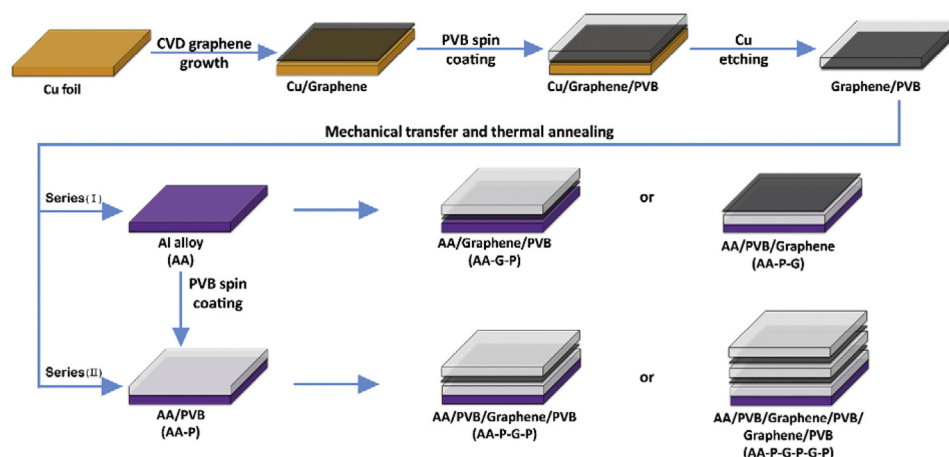 CVD graphene
growth
PVB spin
coating
Cu
etching
Cu foil
Cu/Graphene
Cu/Graphene/PVB
Graphene/PVB
Mechanical transfer and thermal annealing
Series(I)
Al alloy
(AA)
AA/Graphene/PVB
(AA-G-P)
or
AA/PVB/Graphene
(AA-P-G)
PVB spin
coating
Series(II)
AA/PVB
(AA-P)
AA/PVB/Graphene/PVB
(AA-P-G-P)
or
AA/PVB/Graphene/PVB/
Graphene/PVB
(AA-P-G-P-G-P)